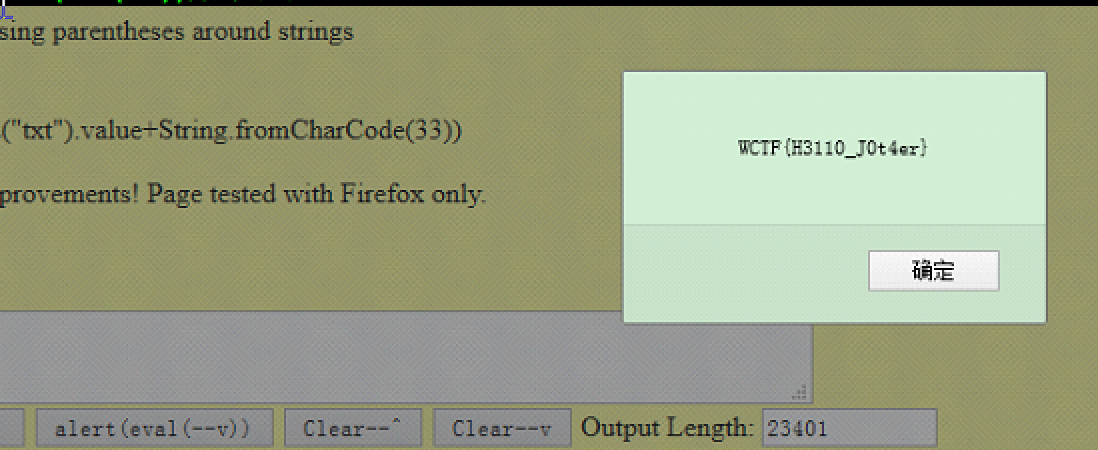 sing parentheses around strings
("txt").value+String.fromCharCode(33))
provements! Page tested with Firefox only.
WCTF{H3110_J0t4er}
确定
alert(eval(--v))
Clear--^
Clear--v
Output Length:
23401